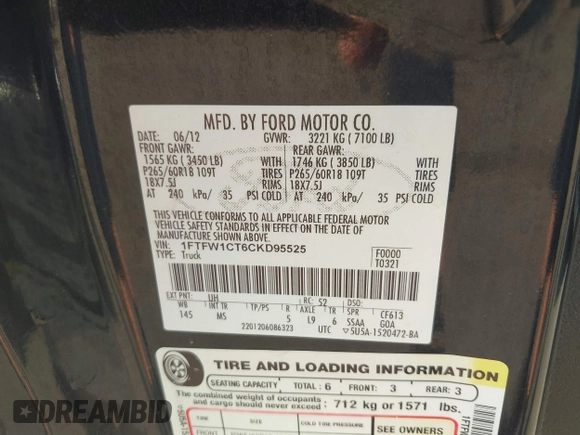 MFD. BY FORD MOTOR CO.
DATE: 06/12 GVWR: 3221 KG ( 7100 LB)
FRONT GAWR: REAR GAWR:
1565 KG ( 3450 LB) WITH 1746 KG ( 3850 LB) WITH
P265/60R18 109T TIRES P265/60R18 109T TIRES
18X7.5J RIMS 18X7.5J RIMS
AT 240 kPa/ 35 PSI COLD AT 240 kPa/ 35 PSI COLD
THIS VEHICLE CONFORMS TO ALL APPLICABLE FEDERAL MOTOR
VEHICLE SAFETY STANDARDS IN EFFECT ON THE DATE OF
MANUFACTURE SHOWN ABOVE.
VIN: 1FTFW1CT6CKD95525 F0000
TYPE: Truck T0321
EXT PNT: UH RC: 52 DSO:
WB INT TR TP/PS R AXLE TR SPR CF613
145 MS 5 L9 6 SSAA GOA
2201206086323 UTC 5U5A-1520472-BA
TIRE AND LOADING INFORMATION
SEATING CAPACITY TOTAL : 6 FRONT: 3 REAR: 3
The combined weight of occupants
and cargo should never exceed : 712 kg or 1571 lbs.
TIRE SIZE COLD TIRE PRESSURE
SEE OWNERS
DREAMBID